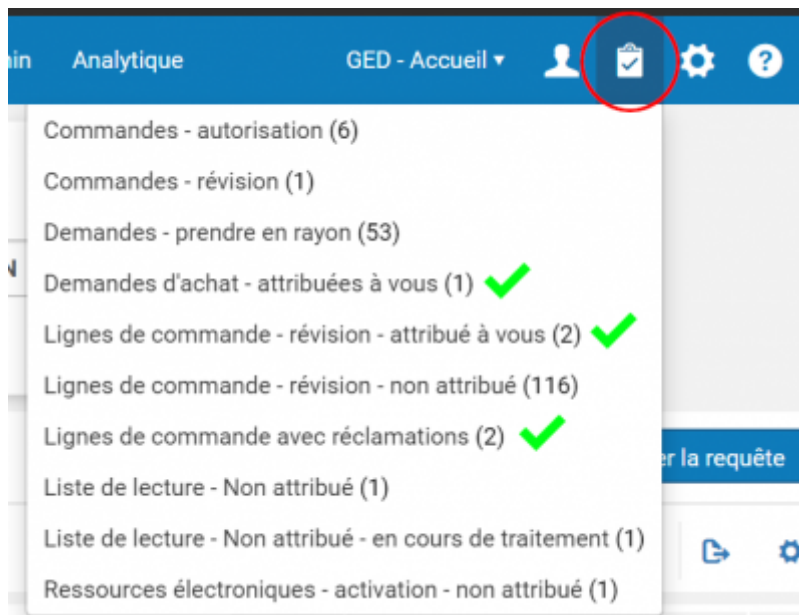 in Analytique GED - Accueil
Commandes - autorisation (6)
Commandes - révision (1)
Demandes - prendre en rayon (53)
N
Demandes d'achat - attribuées à vous (1)
Lignes de commande - révision - attribué à vous (2)
Lignes de commande - révision - non attribué (116)
Lignes de commande avec réclamations (2)
er la requête
Liste de lecture - Non attribué (1)
Liste de lecture - Non attribué - en cours de traitement (1)
Ressources électroniques - activation - non attribué (1)